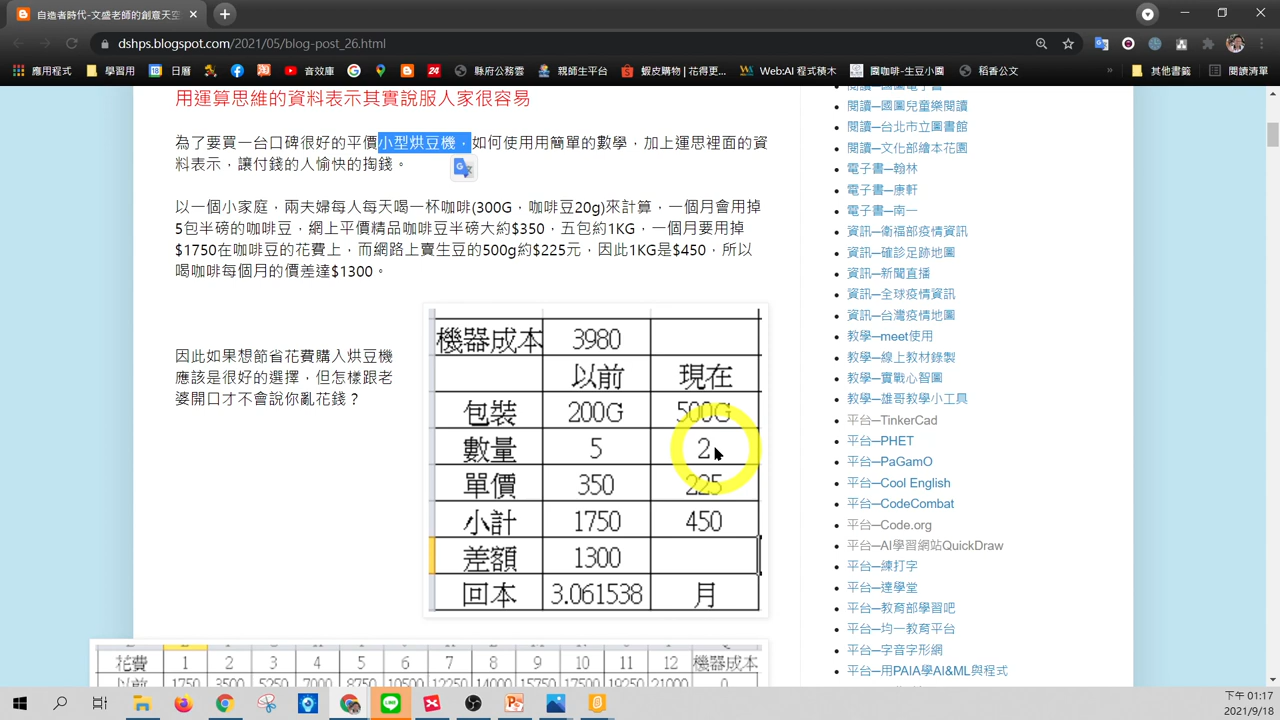 自造者時代-文盛老師的創意天空
dshps.blogspot.com/2021/05/blog-post_26.html
應用程式 學習用 日曆 音效庫 縣府公務雲 親師生平台 蝦皮購物 | 花得更... Web:AI 程式積木 國咖啡-生豆小園 稻香公文 » 其他書籤 閱讀清單
用運算思維的資料表示其實說服人家很容易
為了要買一台口碑很好的平價小型烘豆機，如何使用用簡單的數學，加上運思裡面的資
料表示，讓付錢的人愉快的掏錢。
以一個小家庭，兩夫婦每人每天喝一杯咖啡(300G，咖啡豆20g)來計算，一個月會用掉
5包半磅的咖啡豆，網上平價精品咖啡豆半磅大約$350，五包約1KG，一個月要用掉
$1750在咖啡豆的花費上，而網路上賣生豆的500g約$225元，因此1KG是$450，所以
喝咖啡每個月的價差達$1300。
因此如果想節省花費購入烘豆機
應該是很好的選擇，但怎樣跟老
婆開口才不會說你亂花錢？
機器成本 3980
以前 現在
包裝 200G 500G
數量 5 2
單價 350 225
小計 1750 450
差額 1300
回本 3.061538 月
花費 1 2 3 4 5 6 7 8 9 10 11 12 機器成本
以前 1750 3500 5250 7000 8750 10500 12250 14000 15750 17500 19250 21000 0
閱讀─國圖電子書
閱讀─國圖兒童樂閱讀
閱讀─台北市立圖書館
閱讀─文化部繪本花園
電子書─翰林
電子書─康軒
電子書─南一
資訊─衛福部疫情資訊
資訊─確診足跡地圖
資訊─新聞直播
資訊─全球疫情資訊
資訊─台灣疫情地圖
教學─meet使用
教學─線上教材錄製
教學─實戰心智圖
教學─雄哥教學小工具
平台─TinkerCad
平台─PHET
平台─PaGamO
平台─Cool English
平台─CodeCombat
平台─Code.org
平台─AI學習網站QuickDraw
平台─練打字
平台─達學堂
平台─教育部學習吧
平台─均一教育平台
平台─字音字形網
平台─用PAIA學AI&ML與程式
下午 01:17
2021/9/18